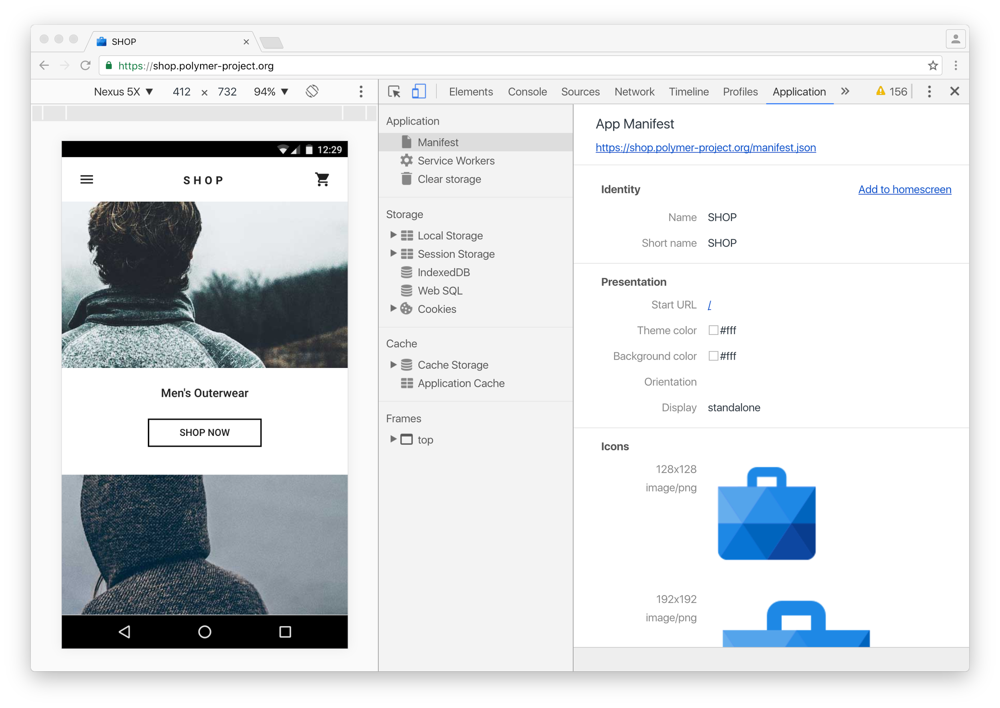 SHOP
https://shop.polymer-project.org
Nexus 5X 412 x 732 94%
12:29
SHOP
Men's Outerwear
SHOP NOW
Elements Console Sources Network Timeline Profiles Application 156
Application
Manifest
Service Workers
Clear storage
Storage
Local Storage
Session Storage
IndexedDB
Web SQL
Cookies
Cache
Cache Storage
Application Cache
Frames
top
App Manifest
https://shop.polymer-project.org/manifest.json
Identity Add to homescreen
Name SHOP
Short name SHOP
Presentation
Start URL /
Theme color #fff
Background color #fff
Orientation
Display standalone
Icons
128x128
image/png
192x192
image/png